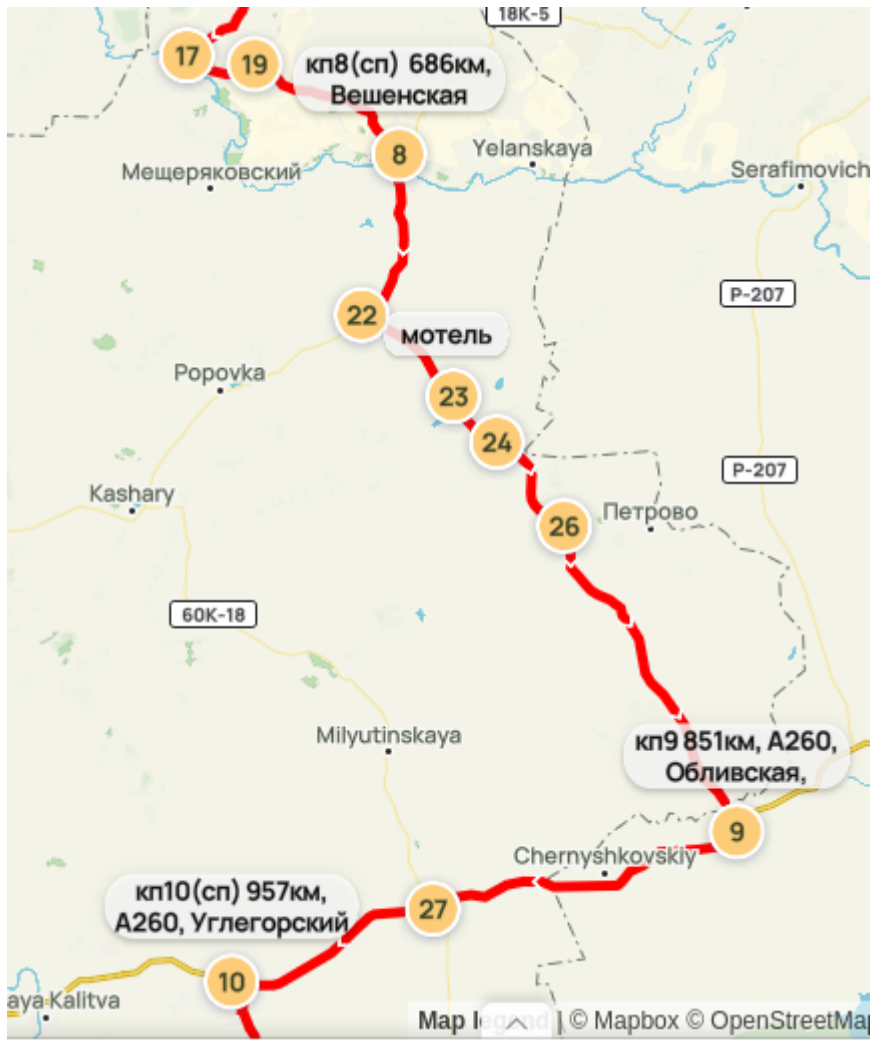 18K-5
17
19
кп8(сп) 686км,
Вешенская
8
Yelanskaya
Мещеряковский
Serafimovich
P-207
22
мотель
Popovka
23
24
P-207
Kashary
26
Петрово
60K-18
Milyutinskaya
кп9 851км, А260,
Обливская,
9
Chernyshkovskiy
кп10(сп) 957км,
А260, Углегорский
27
10
aya Kalitva
Map legend | © Mapbox © OpenStreetMap